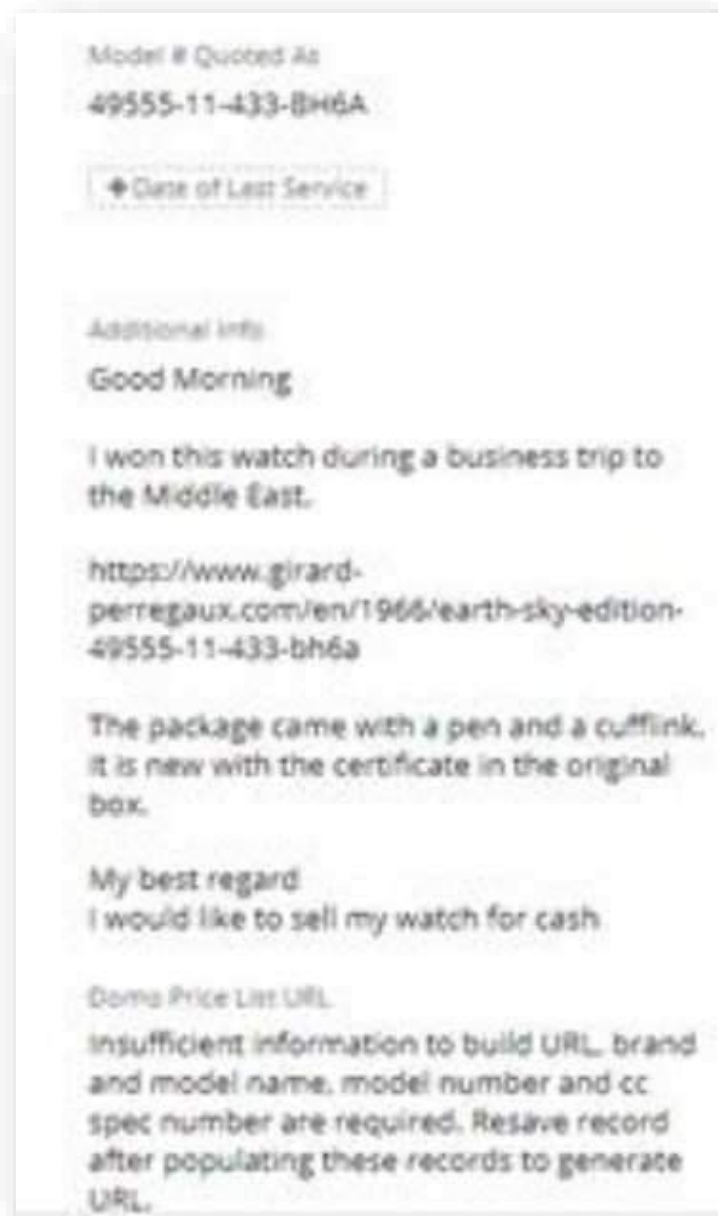 Model # Quoted As
49555-11-433-BH6A
✦Date of Last Service
Additional Info
Good Morning
I won this watch during a business trip to
the Middle East.
https://www.girard-
perregaux.com/en/1966/earth-sky-edition-
49555-11-433-bh6a
The package came with a pen and a cufflink.
It is new with the certificate in the original
box.
My best regard
I would like to sell my watch for cash
Domo Price List URL
Insufficient information to build URL. brand
and model name, model number and cc
spec number are required. Resave record
after populating these records to generate
URL.